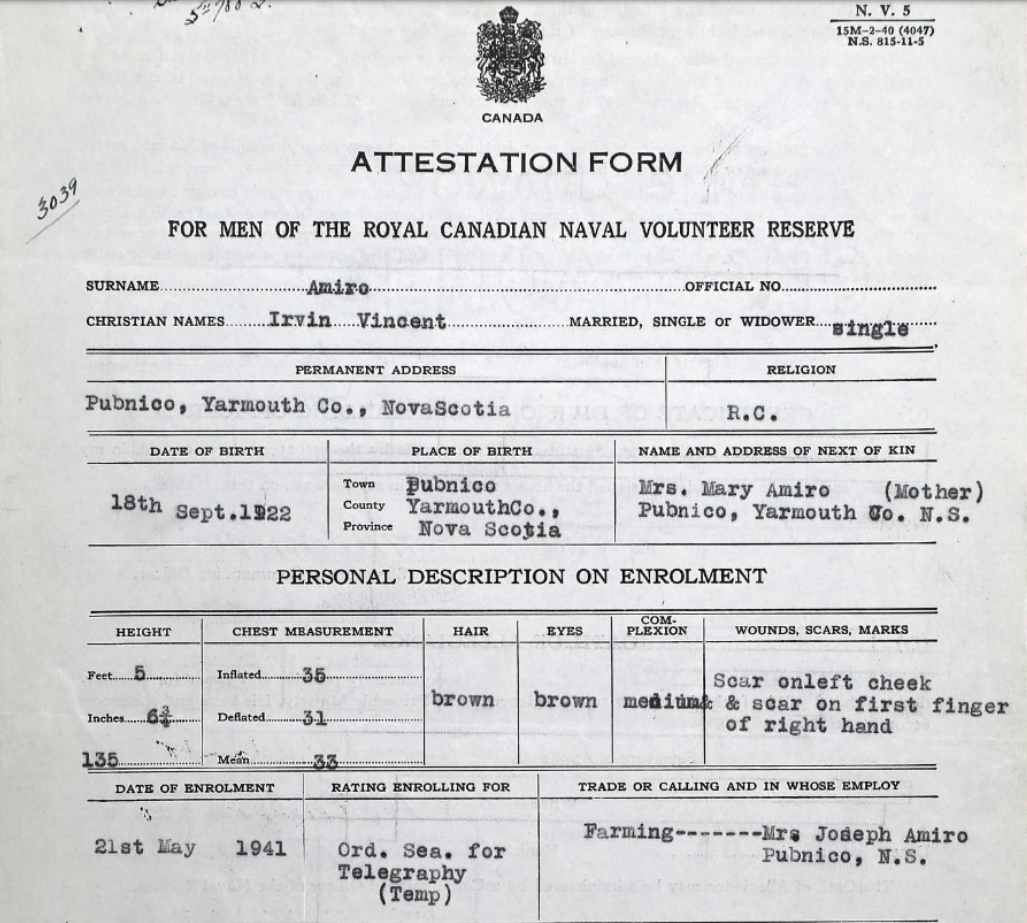 5"
N. V. 5
15M-2-40 (4047)
N.S. 815-11-5
CANADA
ATTESTATION FORM
3039
FOR MEN OF THE ROYAL CANADIAN NAVAL VOLUNTEER RESERVE
SURNAME Amiro OFFICIAL NO.
CHRISTIAN NAMES Irvin Vincent MARRIED, SINGLE or WIDOWER single
PERMANENT ADDRESS RELIGION
Pubnico, Yarmouth Co., NovaScotia R.C.
DATE OF BIRTH PLACE OF BIRTH NAME AND ADDRESS OF NEXT OF KIN
18th Sept.1922 Town Pubnico Mrs. Mary Amiro (Mother)
County YarmouthCo., Pubnico, Yarmouth Co. N.S.
Province Nova Scotia
PERSONAL DESCRIPTION ON ENROLMENT
HEIGHT CHEST MEASUREMENT HAIR EYES COM-PLEXION WOUNDS, SCARS, MARKS
Feet 5 Inflated 35 Scar onleft cheek
Inches 6¾ Deflated 31 brown brown medium & scar on first finger
of right hand
135 Mean 33
DATE OF ENROLMENT RATING ENROLLING FOR TRADE OR CALLING AND IN WHOSE EMPLOY
21st May 1941 Ord. Sea. for Farming-------Mrs Joseph Amiro
Telegraphy Pubnico, N.S.
(Temp)